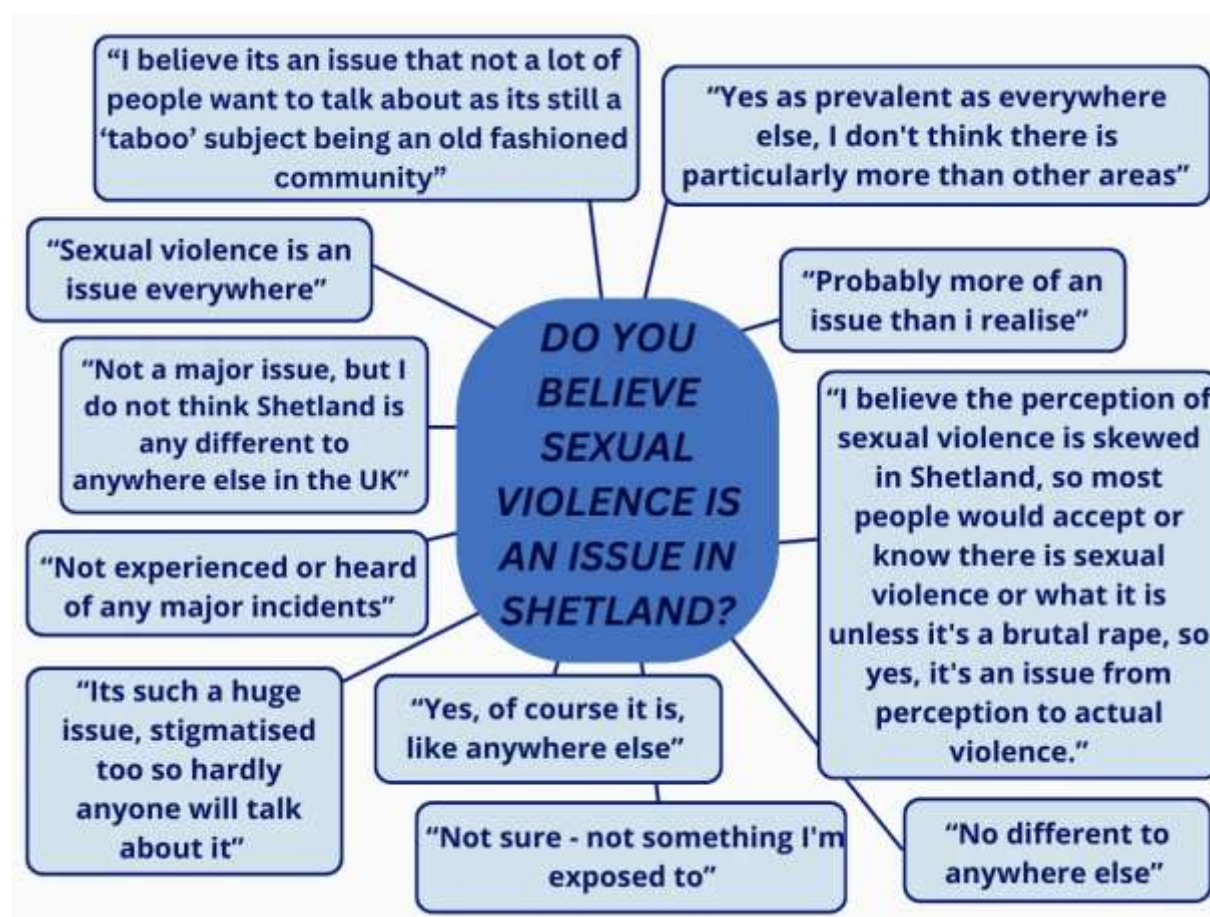 “I believe its an issue that not a lot of
people want to talk about as its still a
‘taboo’ subject being an old fashioned
community”
“Yes as prevalent as everywhere
else, I don't think there is
particularly more than other areas”
“Sexual violence is an
issue everywhere”
“Probably more of an
issue than i realise”
DO YOU
BELIEVE
SEXUAL
VIOLENCE IS
AN ISSUE IN
SHETLAND?
“Not a major issue, but I
do not think Shetland is
any different to
anywhere else in the UK”
“I believe the perception of
sexual violence is skewed
in Shetland, so most
people would accept or
know there is sexual
violence or what it is
unless it's a brutal rape, so
yes, it's an issue from
perception to actual
violence.”
“Not experienced or heard
of any major incidents”
“Its such a huge
issue, stigmatised
too so hardly
anyone will talk
about it”
“Yes, of course it is,
like anywhere else”
“Not sure - not something I'm
exposed to”
“No different to
anywhere else”